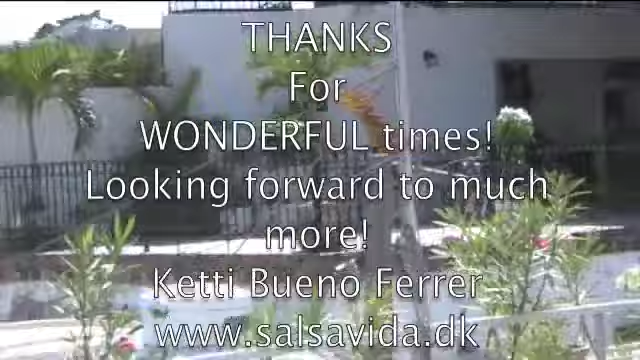 THANKS
For
WONDERFUL times!
Looking forward to much
more!
Ketti Bueno Ferrer
www.salsavida.dk